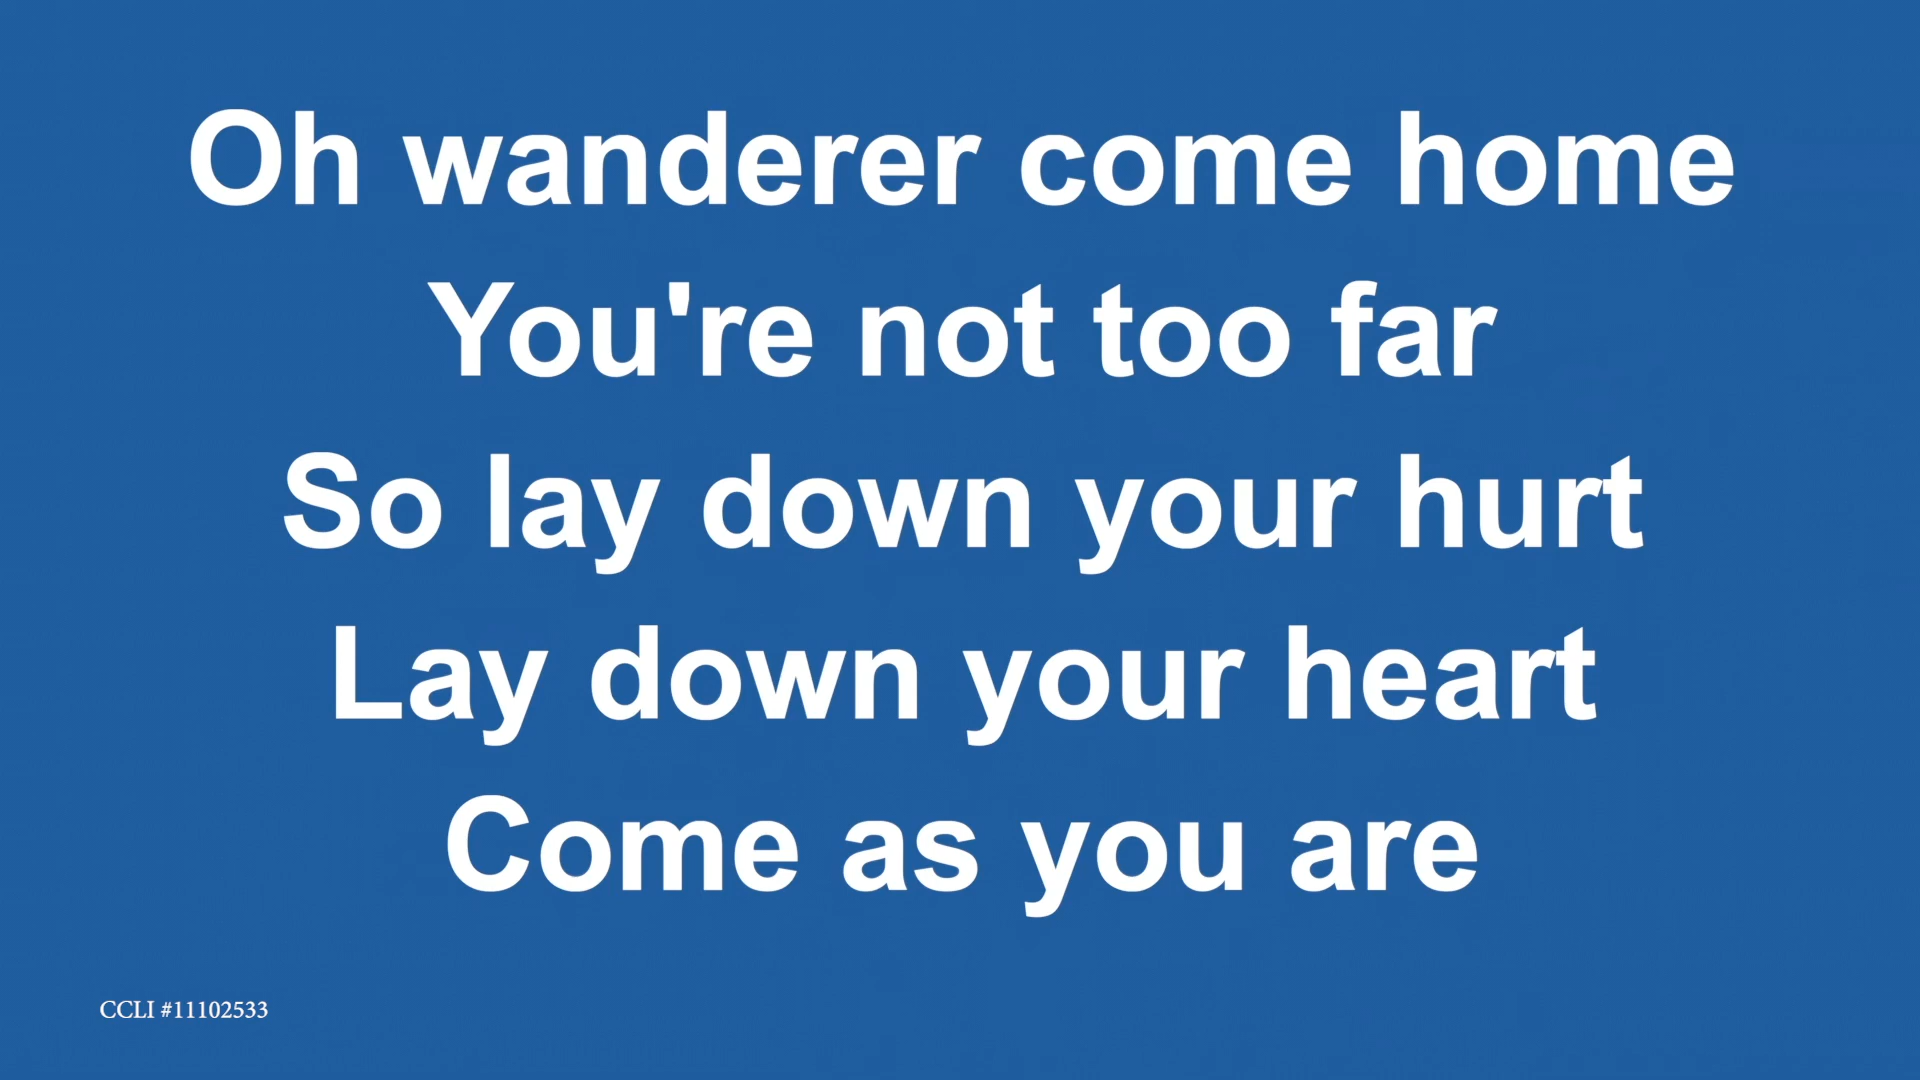 Oh wanderer come home
You're not too far
So lay down your hurt
Lay down your heart
Come as you are
CCLI #11102533